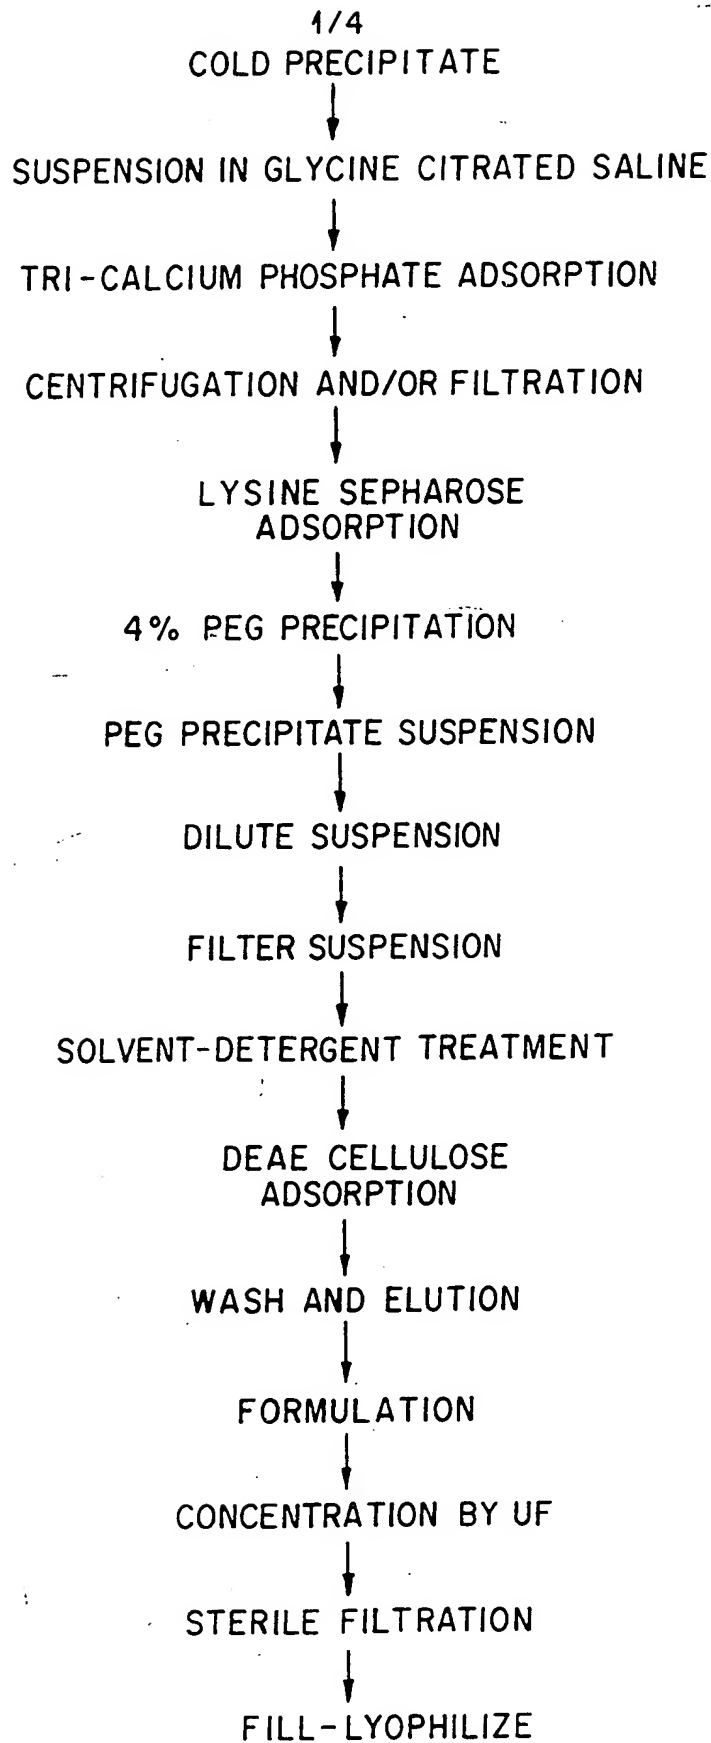 1/4
COLD PRECIPITATE
SUSPENSION IN GLYCINE CITRATED SALINE
TRI-CALCIUM PHOSPHATE ADSORPTION
CENTRIFUGATION AND/OR FILTRATION
LYSINE SEPHAROSE
ADSORPTION
4% PEG PRECIPITATION
PEG PRECIPITATE SUSPENSION
DILUTE SUSPENSION
FILTER SUSPENSION
SOLVENT-DETERGENT TREATMENT
DEAE CELLULOSE
ADSORPTION
WASH AND ELUTION
FORMULATION
CONCENTRATION BY UF
STERILE FILTRATION
FILL-LYOPHILIZE